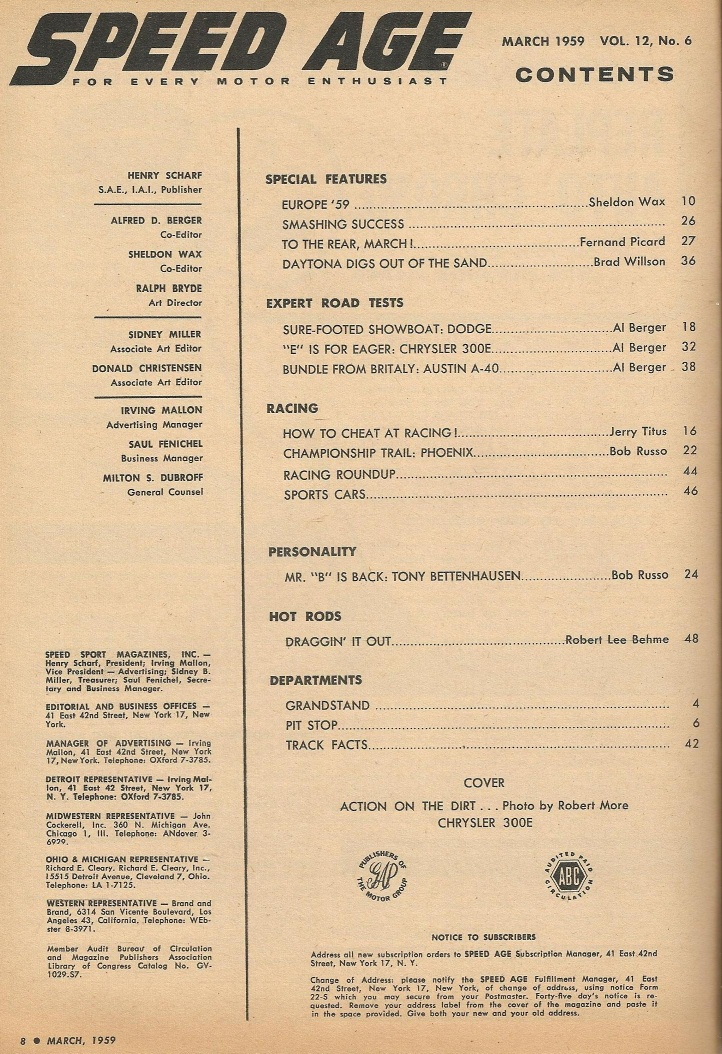 SPEED AGE
FOR EVERY MOTOR ENTHUSIAST
MARCH 1959 VOL. 12, No. 6
CONTENTS
HENRY SCHARF
S.A.E., I.A.I., Publisher
ALFRED D. BERGER
Co-Editor
SHELDON WAX
Co-Editor
RALPH BRYDE
Art Director
SIDNEY MILLER
Associate Art Editor
DONALD CHRISTENSEN
Associate Art Editor
IRVING MALLON
Advertising Manager
SAUL FENICHEL
Business Manager
MILTON S. DUBROFF
General Counsel
SPEED SPORT MAGAZINES, INC. —
Henry Scharf, President; Irving Mallon,
Vice President — Advertising; Sidney B.
Miller, Treasurer; Saul Fenichel, Secre-
tary and Business Manager.
EDITORIAL AND BUSINESS OFFICES —
41 East 42nd Street, New York 17, New
York.
MANAGER OF ADVERTISING — Irving
Mallon, 41 East 42nd Street, New York
17, New York. Telephone: OXford 7-3785.
DETROIT REPRESENTATIVE — Irving Mal-
lon, 41 East 42 Street, New York 17,
N. Y. Telephone: OXford 7-3785.
MIDWESTERN REPRESENTATIVE — John
Cockerell, Inc. 360 N. Michigan Ave.
Chicago 1, Ill. Telephone: ANdover 3-
6929.
OHIO & MICHIGAN REPRESENTATIVE —
Richard E. Cleary. Richard E. Cleary, Inc.,
15515 Detroit Avenue, Cleveland 7, Ohio.
Telephone: LA 1-7125.
WESTERN REPRESENTATIVE — Brand and
Brand, 6314 San Vicente Boulevard, Los
Angeles 43, California. Telephone: WEb-
ster 8-3971.
Member Audit Bureau of Circulation
and Magazine Publishers Association
Library of Congress Catalog No. GV-
1029.S7.
SPECIAL FEATURES
EUROPE '59 ........ Sheldon Wax 10
SMASHING SUCCESS ........ 26
TO THE REAR, MARCH! ........ Fernand Picard 27
DAYTONA DIGS OUT OF THE SAND ........ Brad Willson 36
EXPERT ROAD TESTS
SURE-FOOTED SHOWBOAT: DODGE ........ Al Berger 18
"E" IS FOR EAGER: CHRYSLER 300E ........ Al Berger 32
BUNDLE FROM BRITALY: AUSTIN A-40 ........ Al Berger 38
RACING
HOW TO CHEAT AT RACING! ........ Jerry Titus 16
CHAMPIONSHIP TRAIL: PHOENIX ........ Bob Russo 22
RACING ROUNDUP ........ 44
SPORTS CARS ........ 46
PERSONALITY
MR. "B" IS BACK: TONY BETTENHAUSEN ........ Bob Russo 24
HOT RODS
DRAGGIN' IT OUT ........ Robert Lee Behme 48
DEPARTMENTS
GRANDSTAND ........ 4
PIT STOP ........ 6
TRACK FACTS ........ 42
COVER
ACTION ON THE DIRT . . . Photo by Robert More
CHRYSLER 300E
PUBLISHERS OF THE MOTOR GROUP
AUDITED PAID CIRCULATION
ABC
NOTICE TO SUBSCRIBERS
Address all new subscription orders to SPEED AGE Subscription Manager, 41 East 42nd
Street, New York 17, N. Y.
Change of Address: please notify the SPEED AGE Fulfillment Manager, 41 East
42nd Street, New York 17, New York, of change of address, using notice Form
22-S which you may secure from your Postmaster. Forty-five day's notice is re-
quested. Remove your address label from the cover of the magazine and paste it
in the space provided. Give both your new and your old address.
8 ● MARCH, 1959